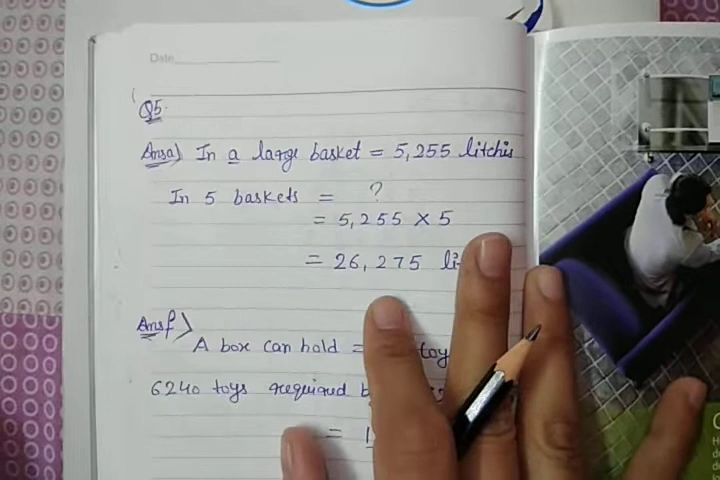 Date
Q5.
Ans a) In a large basket = 5,255 litchis
In 5 baskets = ?
= 5,255 × 5
= 26,275
Ans f>
A box can hold =
6240 toys required
=